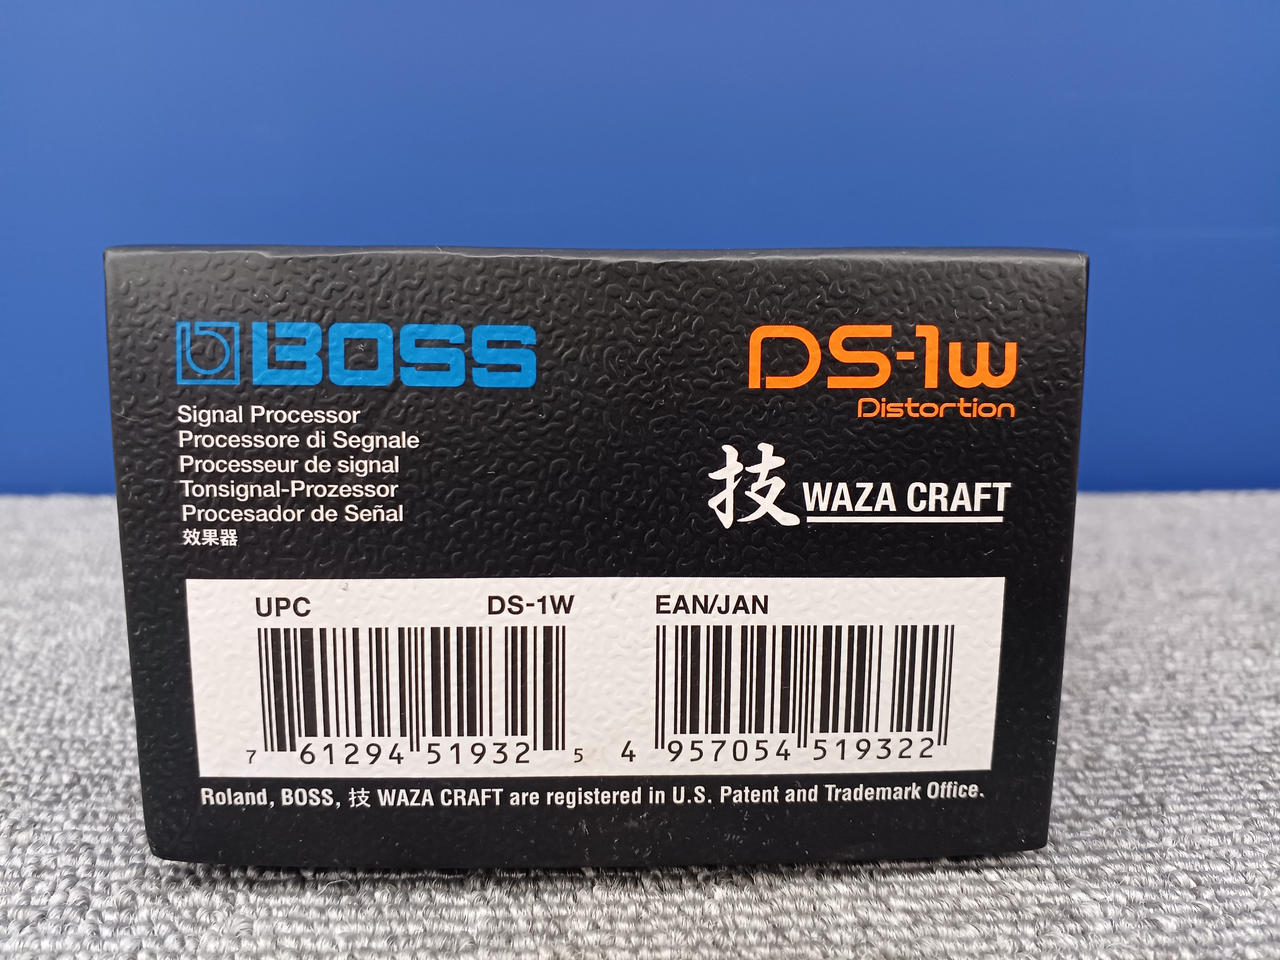 BOSS
Signal Processor
Processore di Segnale
Processeur de signal
Tonsignal-Prozessor
Procesador de Señal
效果器
DS-1w
Distortion
技 WAZA CRAFT
UPC DS-1W
7 61294 51932 5
EAN/JAN
4 957054 519322
Roland, BOSS, 技 WAZA CRAFT are registered in U.S. Patent and Trademark Office.